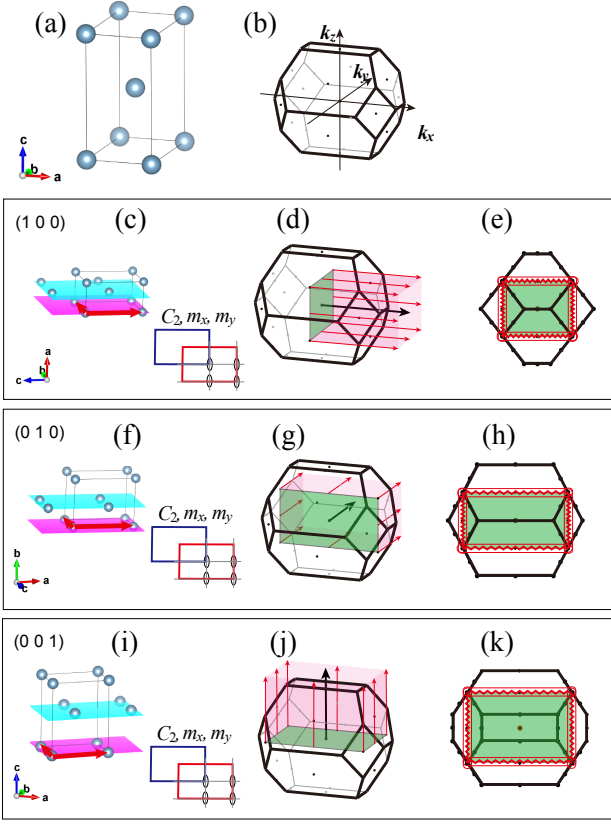 (a)
(b)
k_z
k_y
k_x
c
b
a
(1 0 0)
(c)
(d)
(e)
C_2, m_x, m_y
a
b
c
(0 1 0)
(f)
(g)
(h)
C_2, m_x, m_y
b
c
a
(0 0 1)
(i)
(j)
(k)
C_2, m_x, m_y
c
b
a